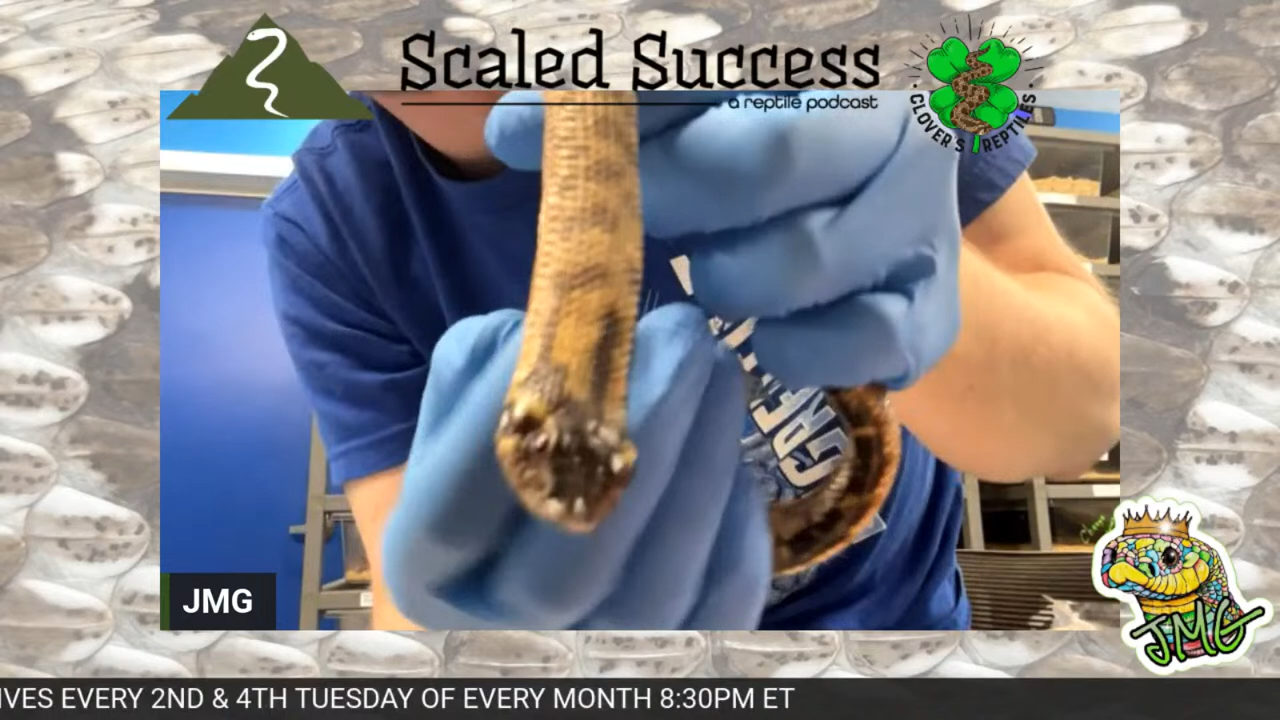 Scaled Success
a reptile podcast
CLOVER'S REPTILES
JMG
JMG
IVES EVERY 2ND & 4TH TUESDAY OF EVERY MONTH 8:30PM ET